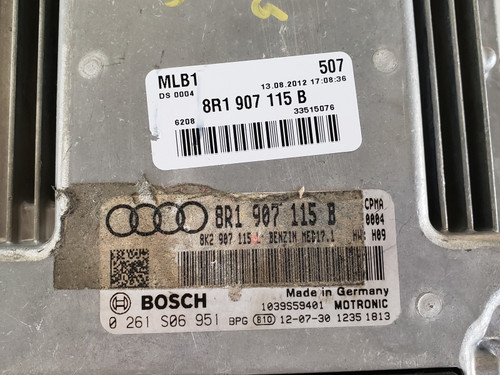 MLB1
507
DS 0004
13.08.2012 17:08:36
8R1 907 115 B
6208
33515076
8R1 907 115 B
CPMA
0004
8K2 907 115 BENZIN MED17.1
HW: H09
BOSCH
Made in Germany
1039S59401 MOTRONIC
0 261 S06 951 BPG B10 12-07-30 1235 1813